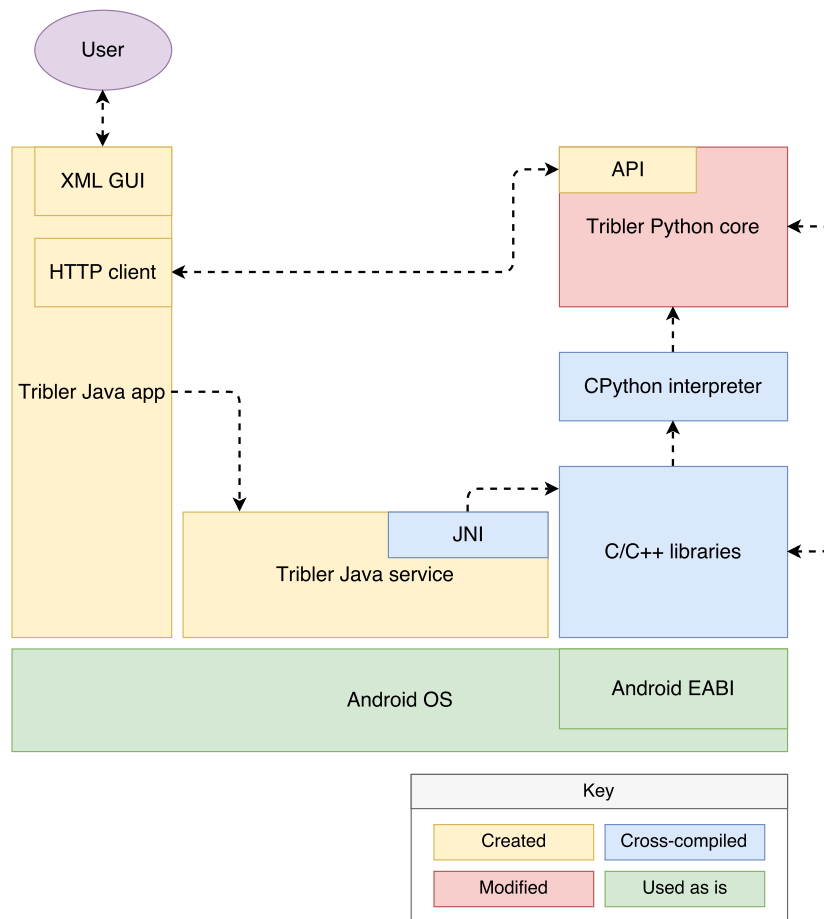 User
XML GUI
API
Tribler Python core
HTTP client
CPython interpreter
Tribler Java app
JNI
C/C++ libraries
Tribler Java service
Android EABI
Android OS
Key
Created
Cross-compiled
Modified
Used as is